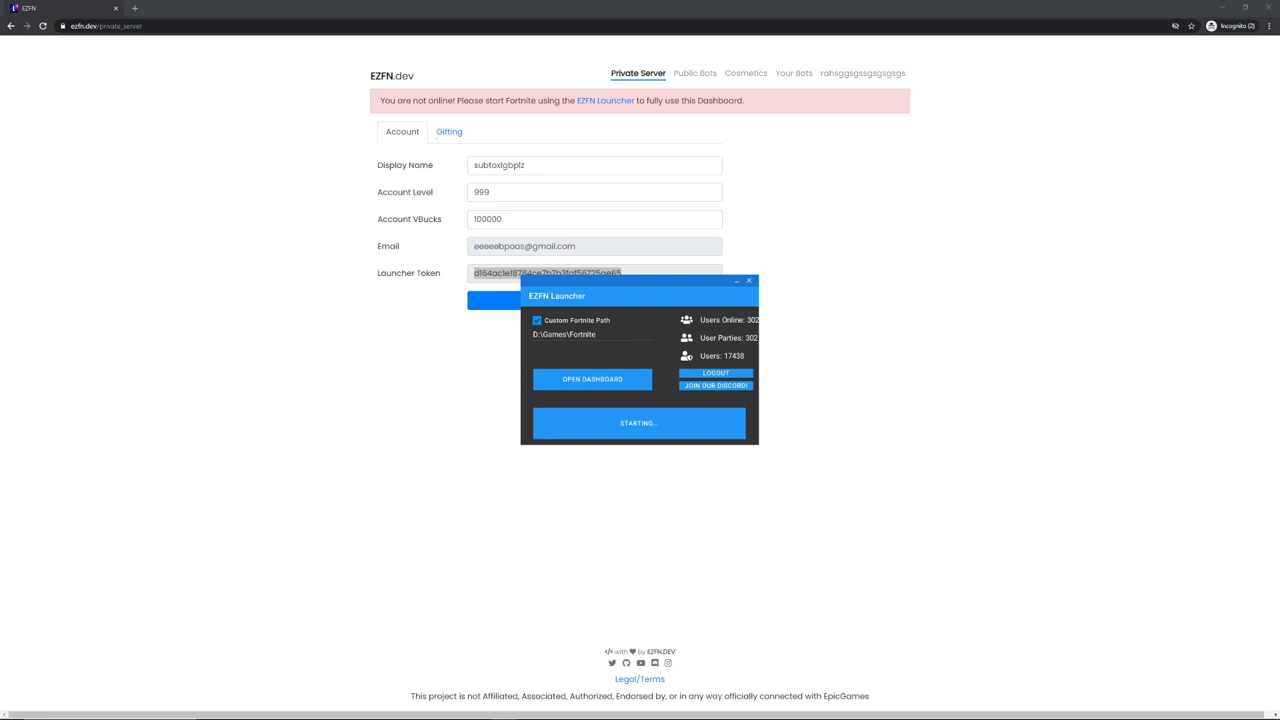 EZFN
ezfn.dev/private_server
Incognito (2)
EZFN.dev
Private Server
Public Bots
Cosmetics
Your Bots
rahsggsgssgsgsgsgs
You are not online! Please start Fortnite using the EZFN Launcher to fully use this Dashboard.
Account
Gifting
Display Name
subtoxlgbplz
Account Level
999
Account VBucks
100000
Email
eeeeebpoas@gmail.com
Launcher Token
EZFN Launcher
Custom Fortnite Path
D:\Games\Fortnite
Users Online: 302
User Parties: 302
Users: 17438
OPEN DASHBOARD
LOGOUT
JOIN OUR DISCORD!
STARTING...
</> with ❤ by EZFN.DEV
Legal/Terms
This project is not Affiliated, Associated, Authorized, Endorsed by, or in any way officially connected with EpicGames